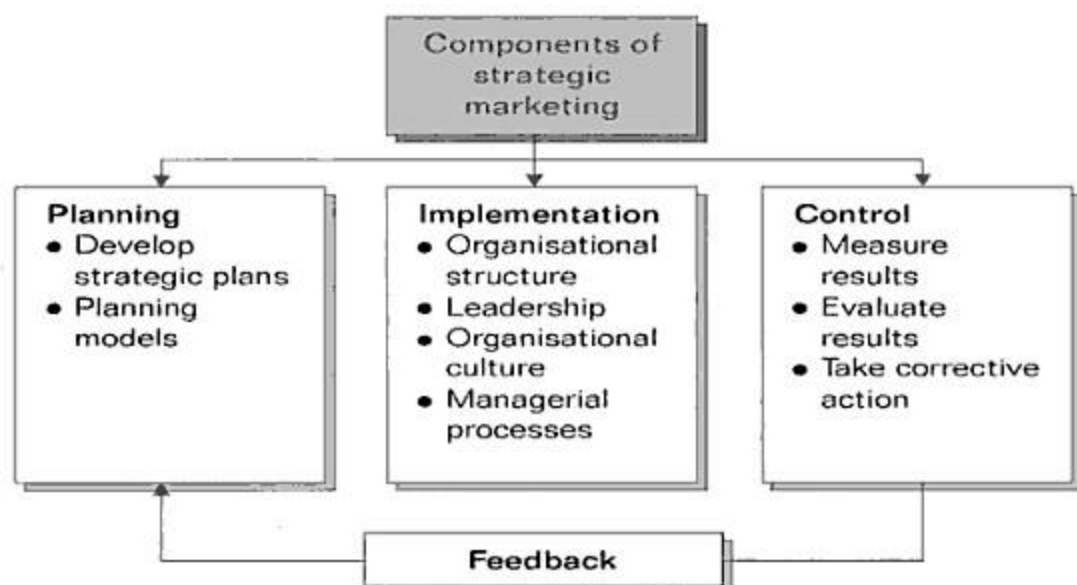 Components of
strategic
marketing
Planning
● Develop
strategic plans
● Planning
models
Implementation
● Organisational
structure
● Leadership
● Organisational
culture
● Managerial
processes
Control
● Measure
results
● Evaluate
results
● Take corrective
action
Feedback